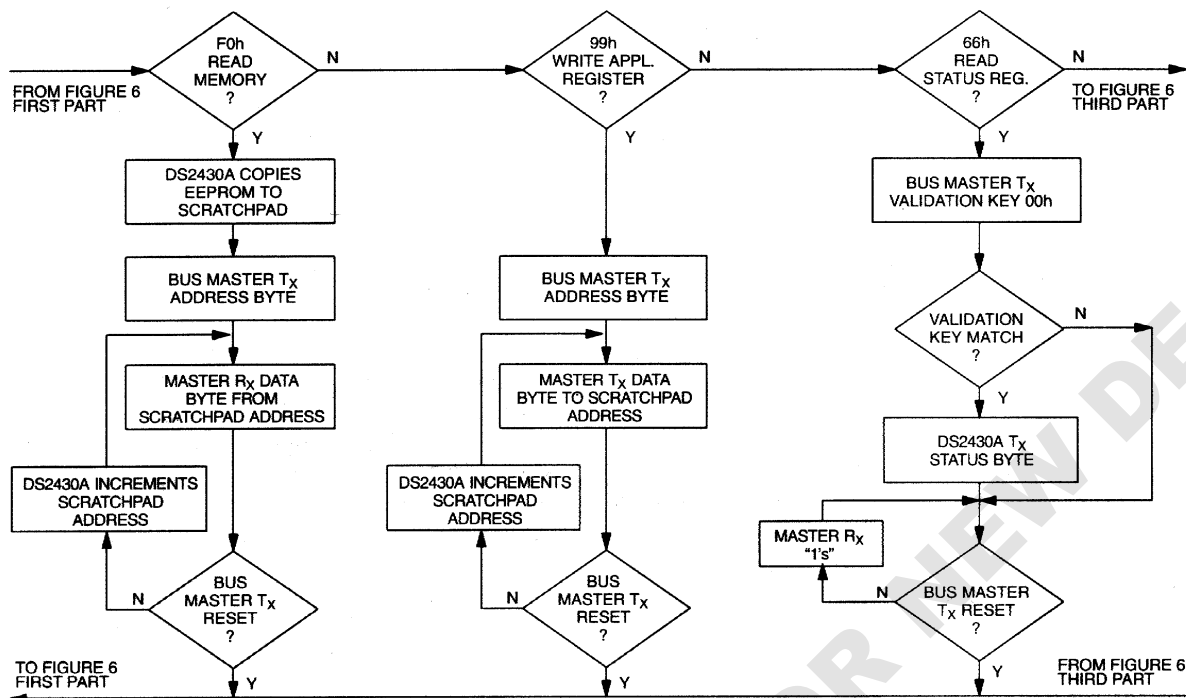 F0h
READ
MEMORY
?
N
Y
FROM FIGURE 6
FIRST PART
99h
WRITE APPL.
REGISTER
?
N
Y
66h
READ
STATUS REG.
?
N
Y
TO FIGURE 6
THIRD PART
DS2430A COPIES
EEPROM TO
SCRATCHPAD
BUS MASTER TX
ADDRESS BYTE
MASTER RX DATA
BYTE FROM
SCRATCHPAD ADDRESS
DS2430A INCREMENTS
SCRATCHPAD
ADDRESS
BUS
MASTER TX
RESET
?
N
Y
BUS MASTER TX
ADDRESS BYTE
MASTER TX DATA
BYTE TO SCRATCHPAD
ADDRESS
DS2430A INCREMENTS
SCRATCHPAD
ADDRESS
BUS
MASTER TX
RESET
?
N
Y
BUS MASTER TX
VALIDATION KEY 00h
VALIDATION
KEY MATCH
?
N
Y
DS2430A TX
STATUS BYTE
MASTER RX
"1's"
BUS MASTER
TX RESET
?
N
Y
TO FIGURE 6
FIRST PART
FROM FIGURE 6
THIRD PART
OR NEW DE